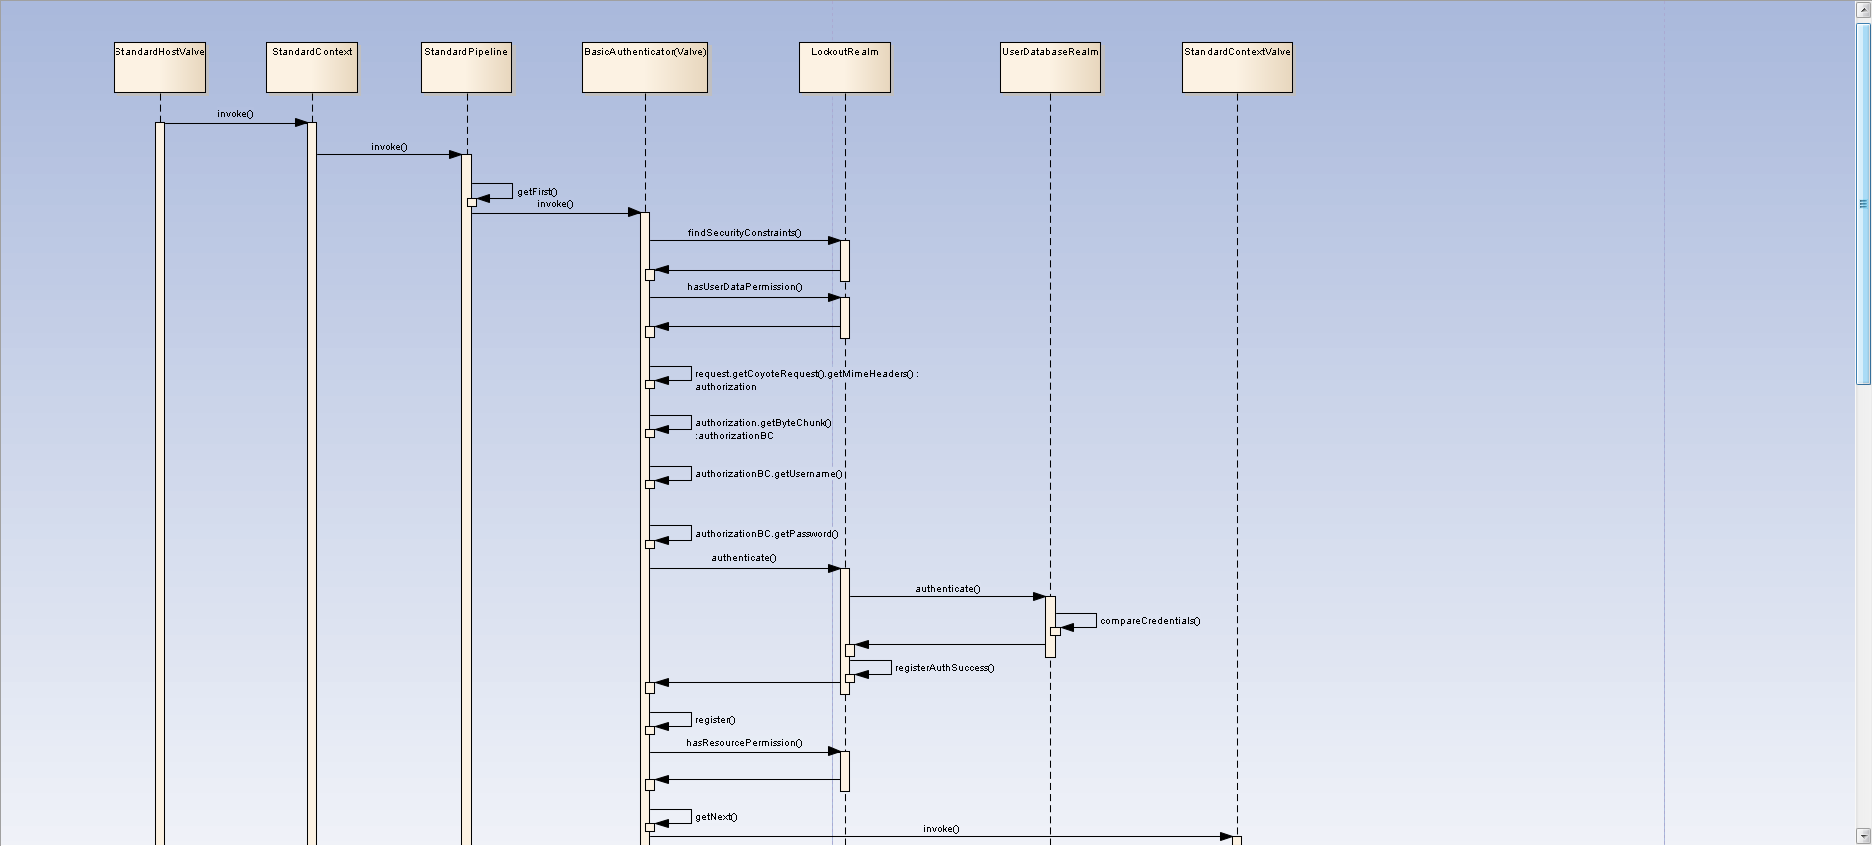 StandardHostValve
StandardContext
StandardPipeline
BasicAuthenticator(Valve)
LockoutRealm
UserDatabaseRealm
StandardContextValve
invoke()
invoke()
getFirst()
invoke()
findSecurityConstraints()
hasUserDataPermission()
request.getCoyoteRequest().getMimeHeaders() :
authorization
authorization.getByteChunk()
:authorizationBC
authorizationBC.getUsername()
authorizationBC.getPassword()
authenticate()
authenticate()
compareCredentials()
registerAuthSuccess()
register()
hasResourcePermission()
getNext()
invoke()